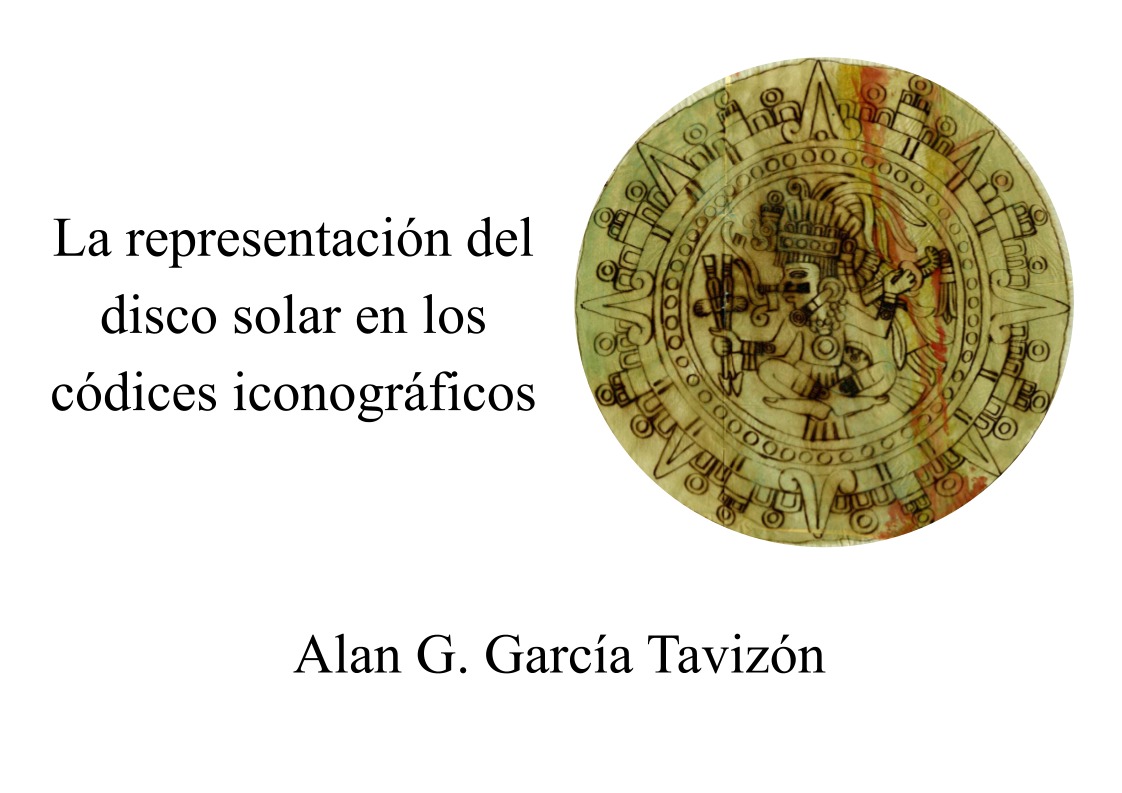 La representación del
disco solar en los
códices iconográficos
Alan G. García Tavizón